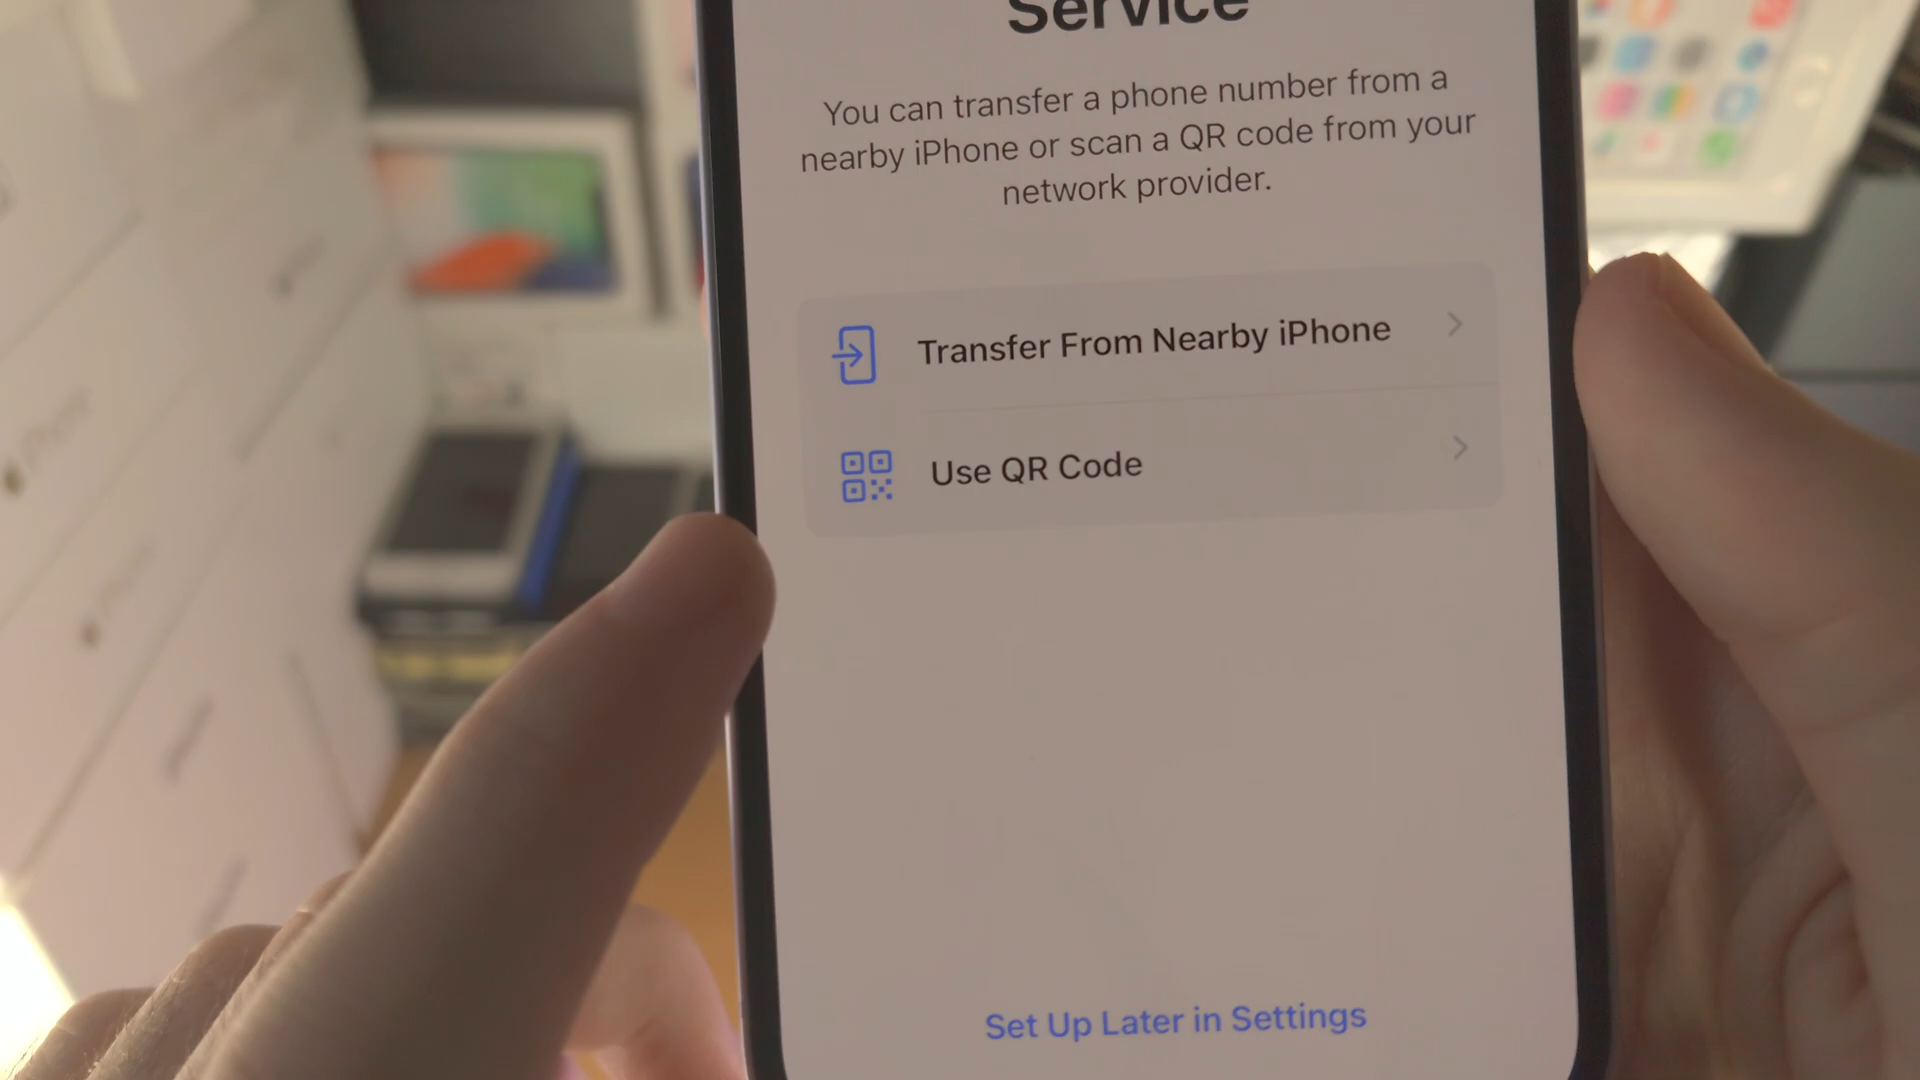 Service
You can transfer a phone number from a
nearby iPhone or scan a QR code from your
network provider.
Transfer From Nearby iPhone
Use QR Code
Set Up Later in Settings